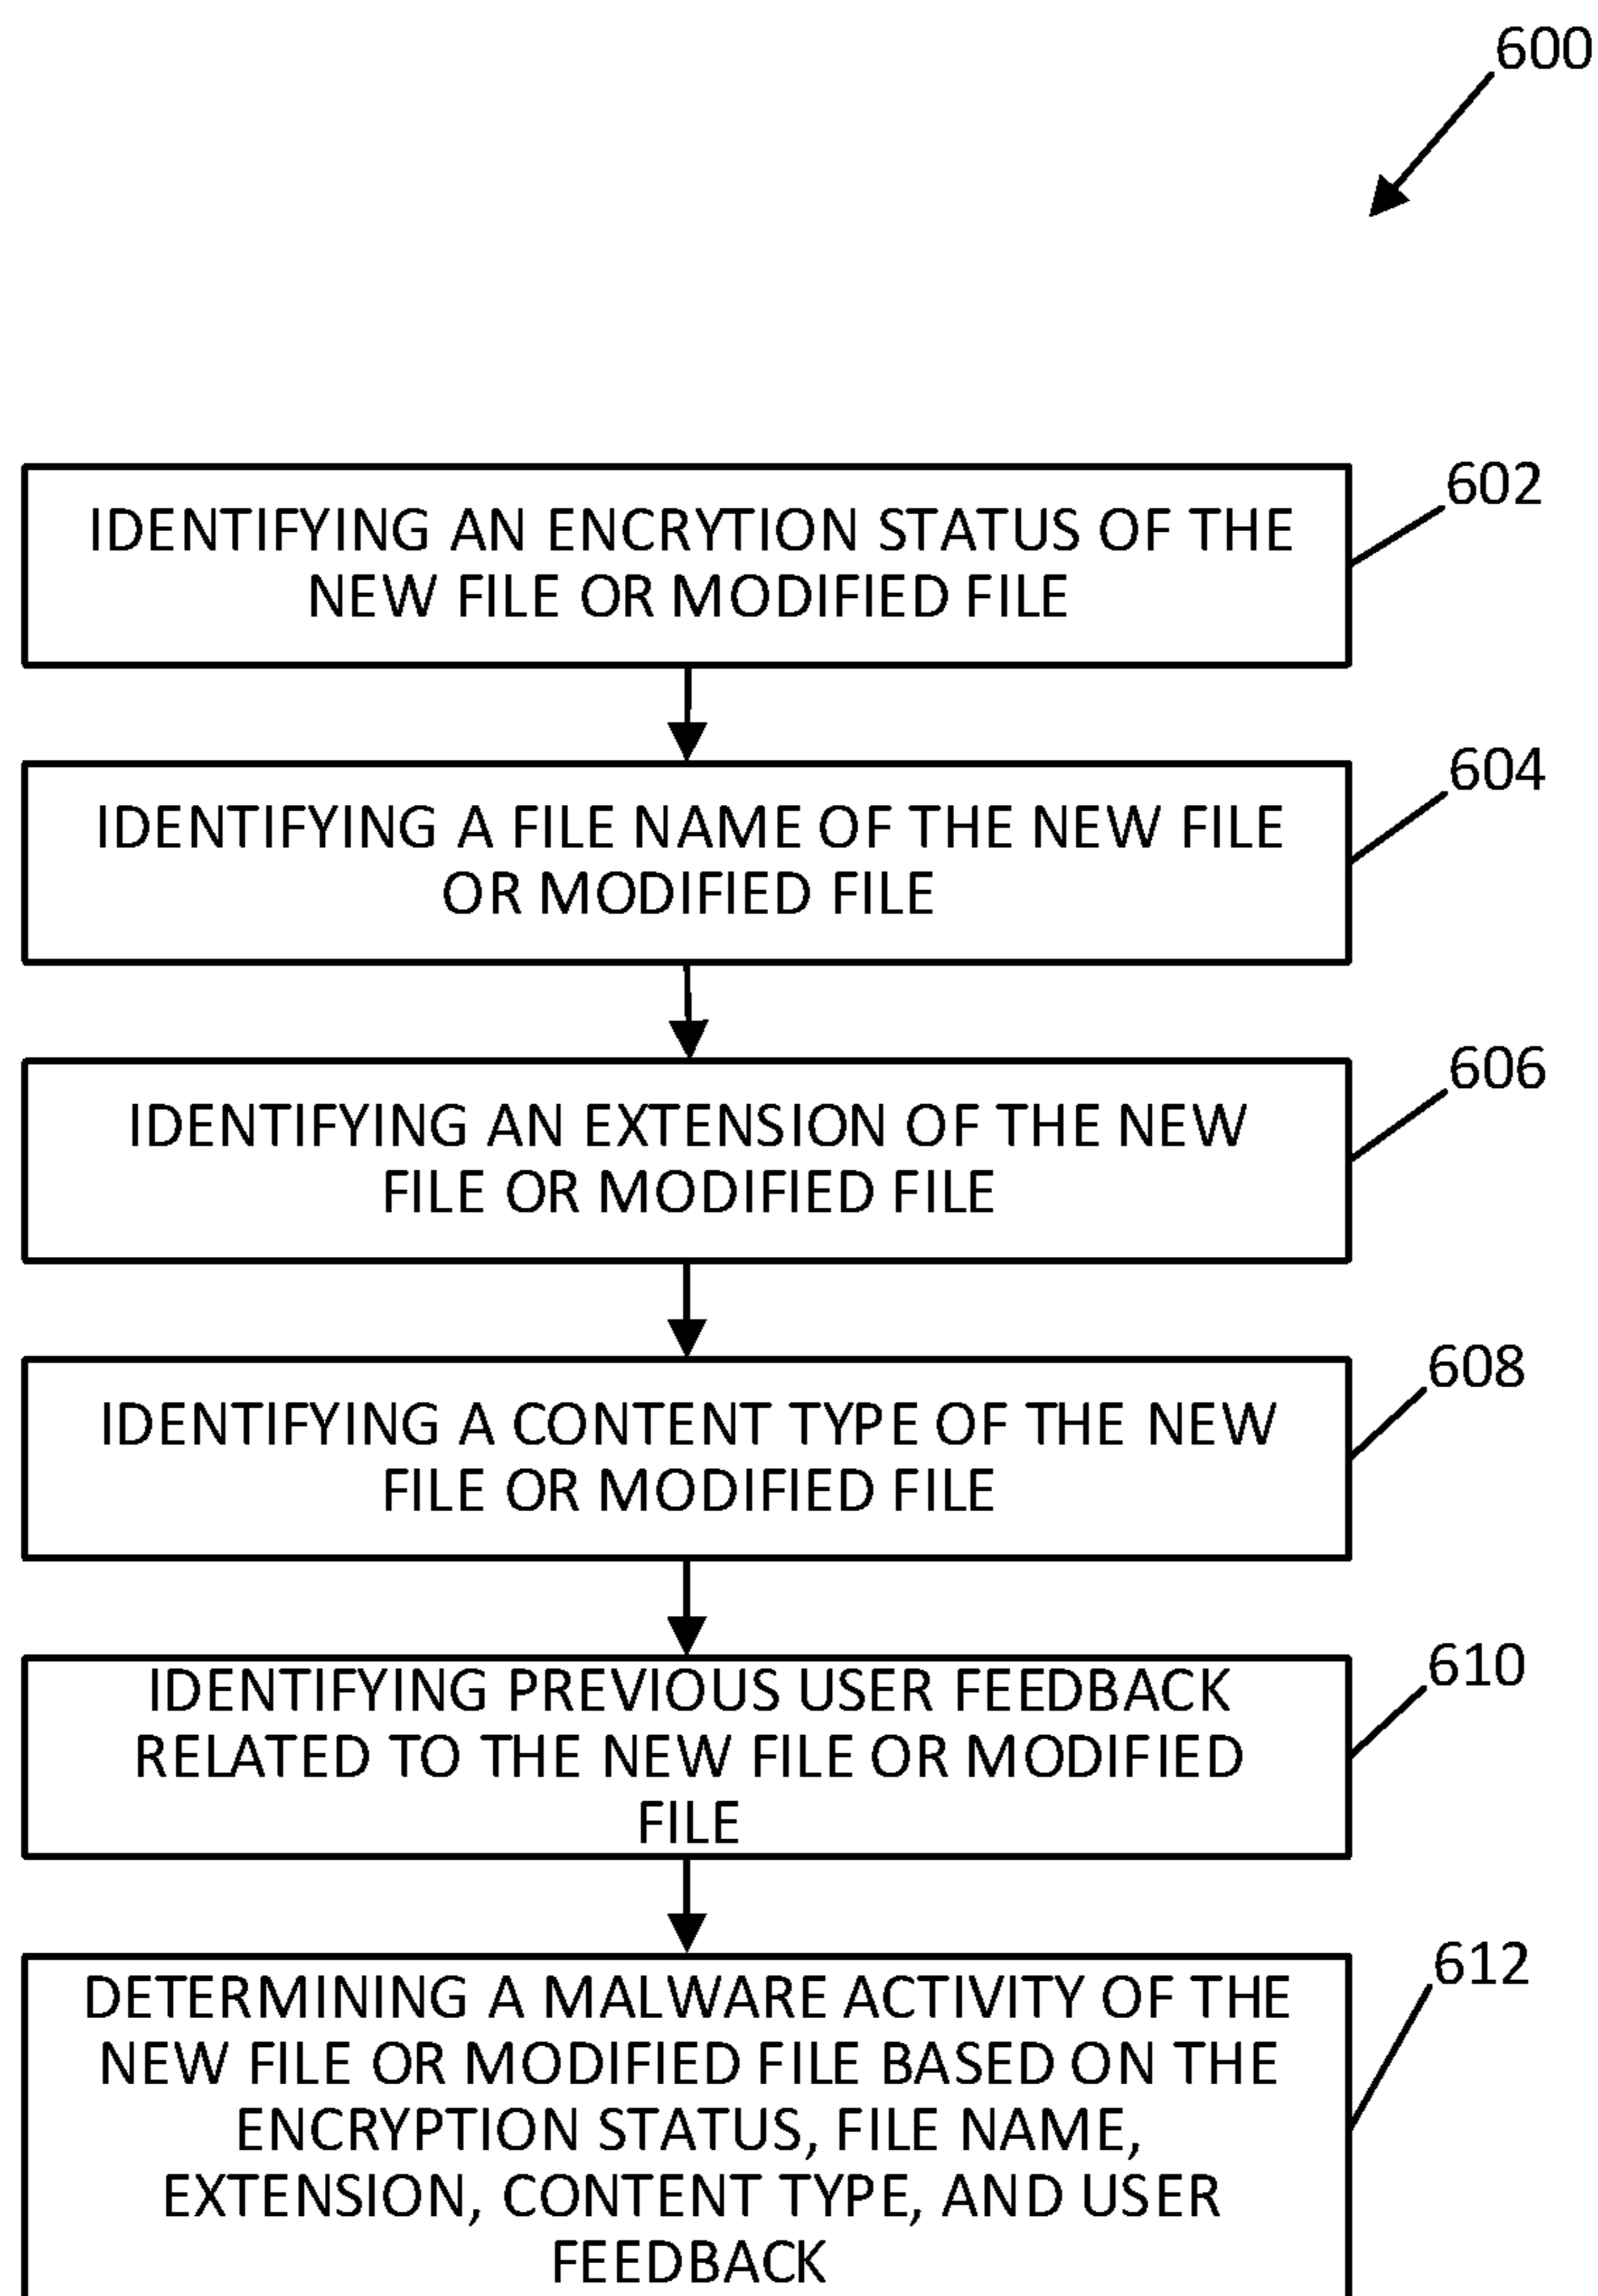 600
602
IDENTIFYING AN ENCRYTION STATUS OF THE
NEW FILE OR MODIFIED FILE
604
IDENTIFYING A FILE NAME OF THE NEW FILE
OR MODIFIED FILE
606
IDENTIFYING AN EXTENSION OF THE NEW
FILE OR MODIFIED FILE
608
IDENTIFYING A CONTENT TYPE OF THE NEW
FILE OR MODIFIED FILE
610
IDENTIFYING PREVIOUS USER FEEDBACK
RELATED TO THE NEW FILE OR MODIFIED
FILE
612
DETERMINING A MALWARE ACTIVITY OF THE
NEW FILE OR MODIFIED FILE BASED ON THE
ENCRYPTION STATUS, FILE NAME,
EXTENSION, CONTENT TYPE, AND USER
FEEDBACK